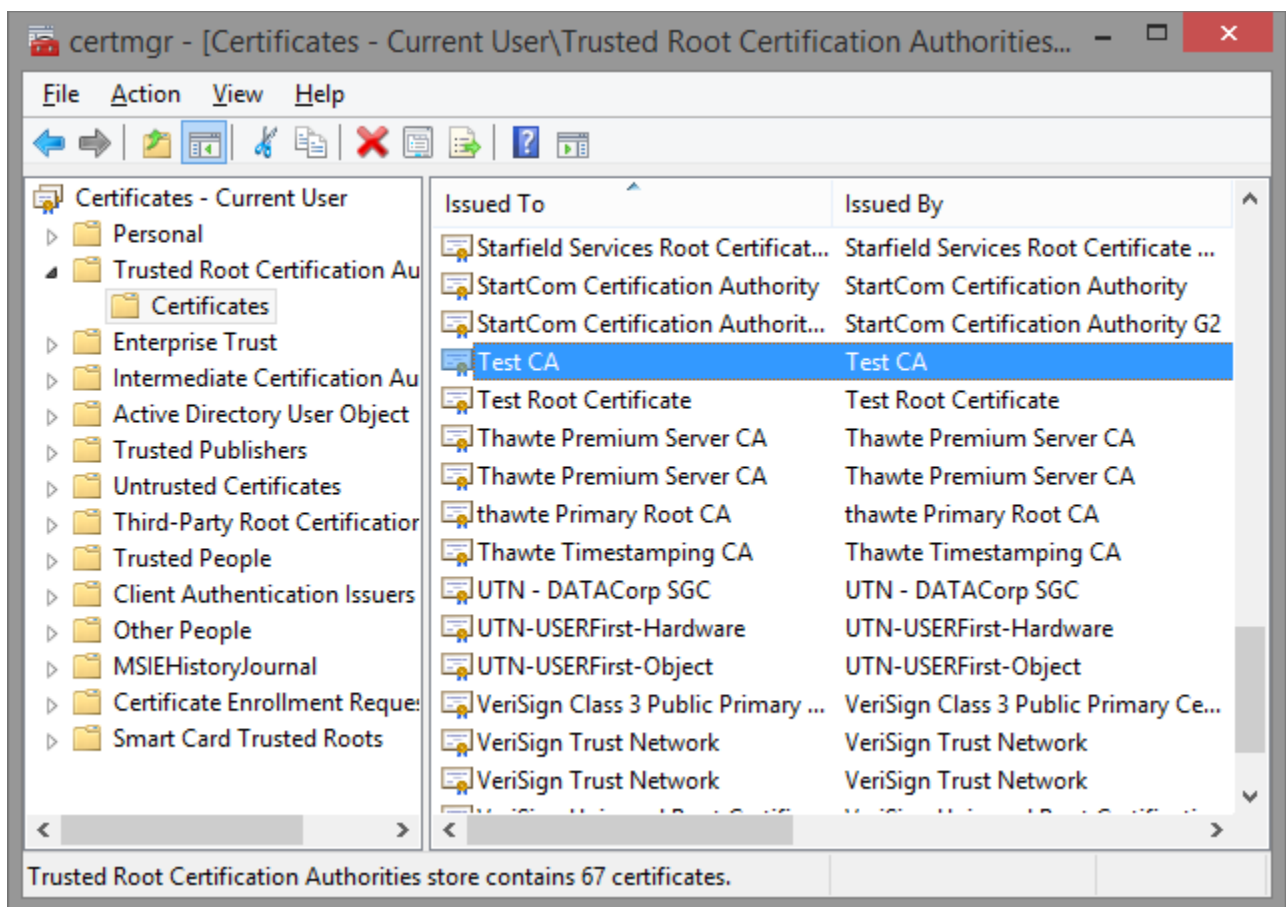 certmgr - [Certificates - Current User\Trusted Root Certification Authorities...
File Action View Help
Certificates - Current User
Personal
Trusted Root Certification Au
Certificates
Enterprise Trust
Intermediate Certification Au
Active Directory User Object
Trusted Publishers
Untrusted Certificates
Third-Party Root Certification
Trusted People
Client Authentication Issuers
Other People
MSIEHistoryJournal
Certificate Enrollment Reques
Smart Card Trusted Roots
Issued To Issued By
Starfield Services Root Certificat... Starfield Services Root Certificate ...
StartCom Certification Authority StartCom Certification Authority
StartCom Certification Authorit... StartCom Certification Authority G2
Test CA Test CA
Test Root Certificate Test Root Certificate
Thawte Premium Server CA Thawte Premium Server CA
Thawte Premium Server CA Thawte Premium Server CA
thawte Primary Root CA thawte Primary Root CA
Thawte Timestamping CA Thawte Timestamping CA
UTN - DATACorp SGC UTN - DATACorp SGC
UTN-USERFirst-Hardware UTN-USERFirst-Hardware
UTN-USERFirst-Object UTN-USERFirst-Object
VeriSign Class 3 Public Primary ... VeriSign Class 3 Public Primary Ce...
VeriSign Trust Network VeriSign Trust Network
VeriSign Trust Network VeriSign Trust Network
Trusted Root Certification Authorities store contains 67 certificates.